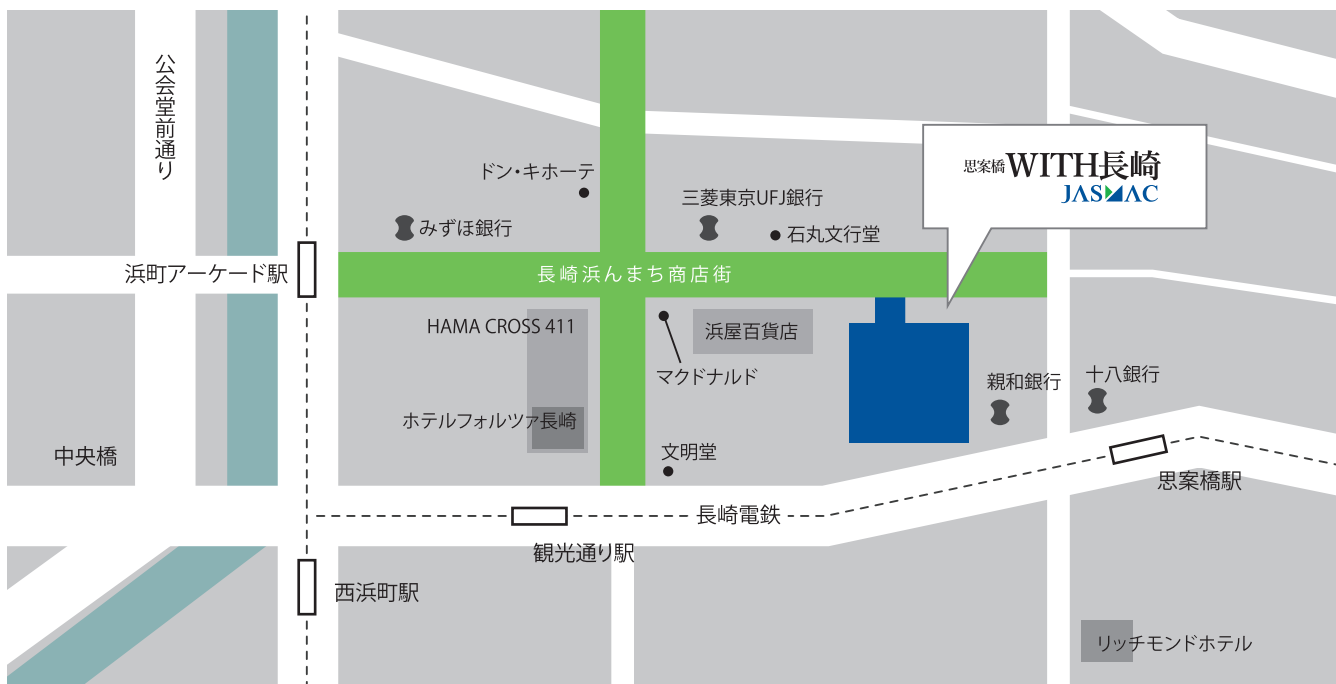 公会堂前通り
ドン・キホーテ
みずほ銀行
三菱東京UFJ銀行
石丸文行堂
思案橋WITH長崎
JASMAC
浜町アーケード駅
長崎浜んまち商店街
HAMA CROSS 411
浜屋百貨店
マクドナルド
親和銀行
十八銀行
ホテルフォルツァ長崎
中央橋
文明堂
思案橋駅
長崎電鉄
観光通り駅
西浜町駅
リッチモンドホテル